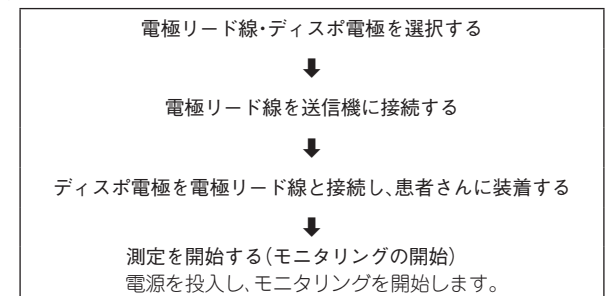 電極リード線・ディスポ電極を選択する
電極リード線を送信機に接続する
ディスポ電極を電極リード線と接続し、患者さんに装着する
測定を開始する（モニタリングの開始）
電源を投入し、モニタリングを開始します。